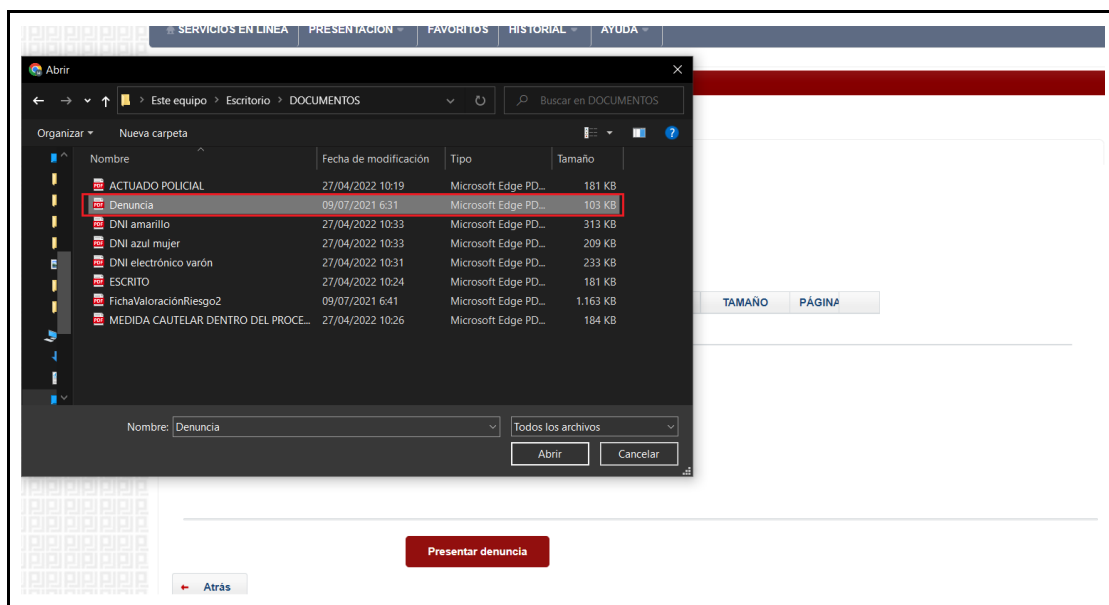 SERVICIOS EN LÍNEA PRESENTACIÓN FAVORITOS HISTORIAL AYUDA
Abrir
Este equipo > Escritorio > DOCUMENTOS Buscar en DOCUMENTOS
Organizar Nueva carpeta
Nombre Fecha de modificación Tipo Tamaño
ACTUADO POLICIAL 27/04/2022 10:19 Microsoft Edge PD... 181 KB
Denuncia 09/07/2021 6:31 Microsoft Edge PD... 103 KB
DNI amarillo 27/04/2022 10:33 Microsoft Edge PD... 313 KB
DNI azul mujer 27/04/2022 10:33 Microsoft Edge PD... 209 KB
DNI electrónico varón 27/04/2022 10:31 Microsoft Edge PD... 233 KB
ESCRITO 27/04/2022 10:24 Microsoft Edge PD... 181 KB
FichaValoraciónRiesgo2 09/07/2021 6:41 Microsoft Edge PD... 1.163 KB
MEDIDA CAUTELAR DENTRO DEL PROCE... 27/04/2022 10:26 Microsoft Edge PD... 184 KB
TAMAÑO PÁGINA
Nombre: Denuncia Todos los archivos
Abrir Cancelar
Presentar denuncia
Atrás